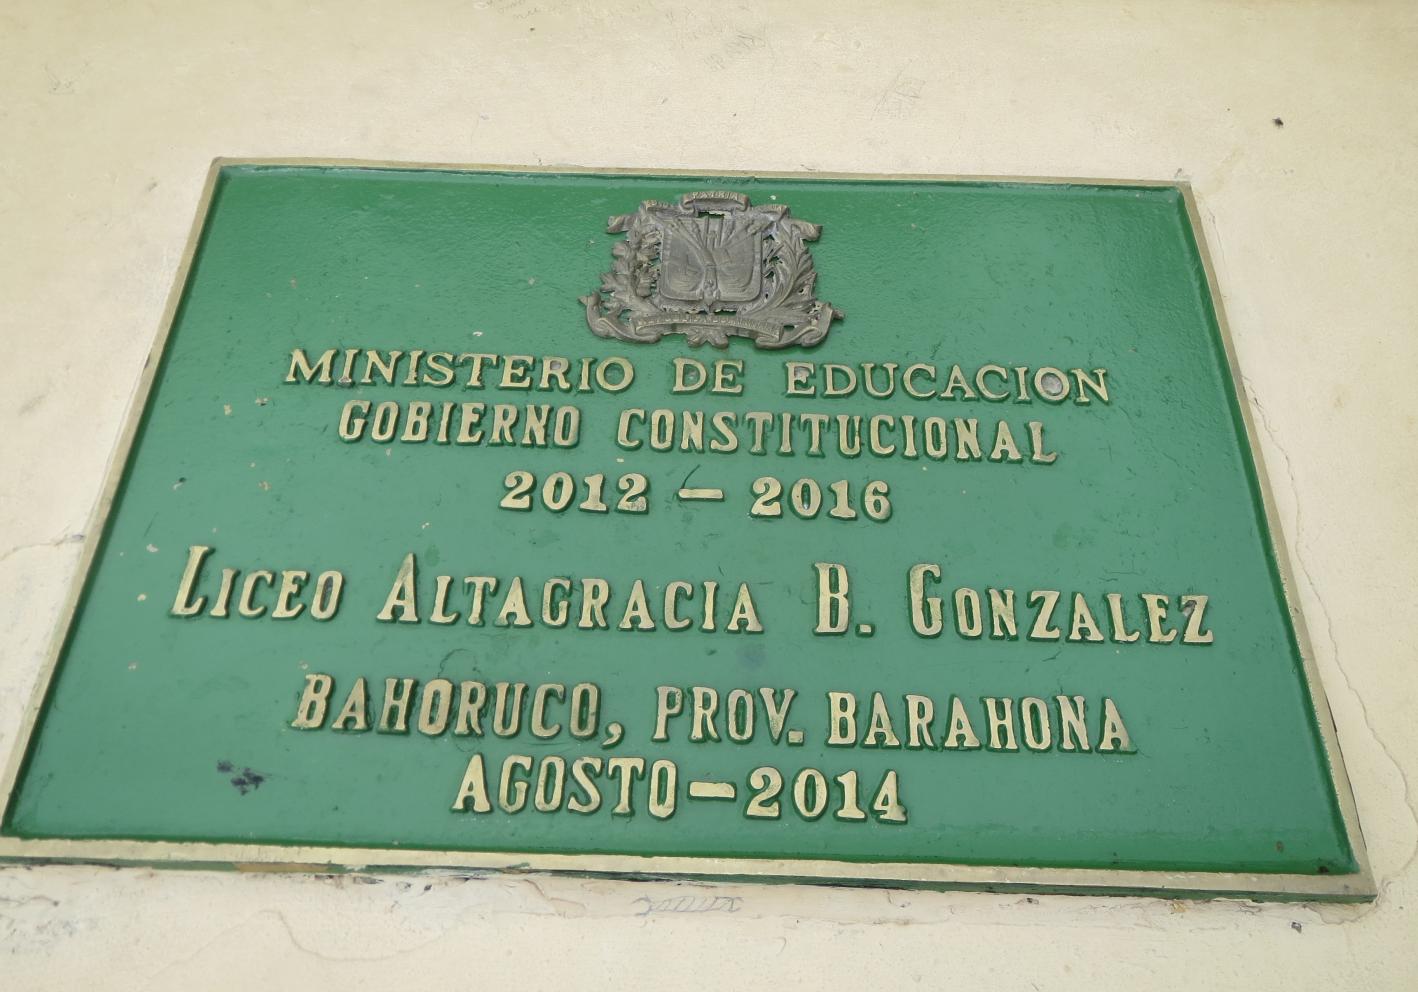 MINISTERIO DE EDUCACION
GOBIERNO CONSTITUCIONAL
2012 - 2016
LICEO ALTAGRACIA B. GONZALEZ
BAHORUCO, PROV. BARAHONA
AGOSTO-2014